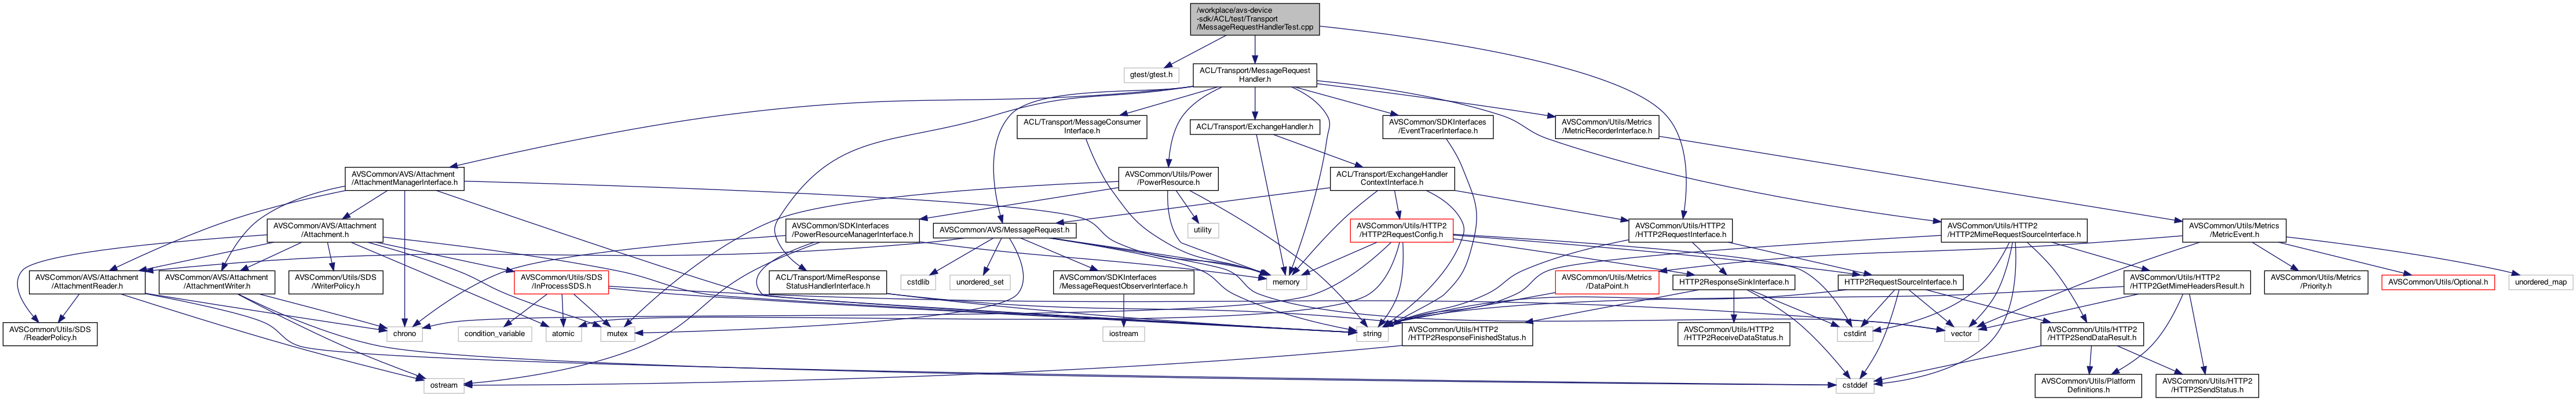 /workplace/avs-device
-sdk/ACL/test/Transport
/MessageRequestHandlerTest.cpp
gtest/gtest.h
ACL/Transport/MessageRequest
Handler.h
ACL/Transport/MessageConsumer
Interface.h
ACL/Transport/ExchangeHandler.h
AVSCommon/SDKInterfaces
/EventTracerInterface.h
AVSCommon/Utils/Metrics
/MetricRecorderInterface.h
AVSCommon/AVS/Attachment
/AttachmentManagerInterface.h
AVSCommon/Utils/Power
/PowerResource.h
ACL/Transport/ExchangeHandler
ContextInterface.h
AVSCommon/AVS/Attachment
/Attachment.h
AVSCommon/SDKInterfaces
/PowerResourceManagerInterface.h
AVSCommon/AVS/MessageRequest.h
utility
AVSCommon/Utils/HTTP2
/HTTP2RequestConfig.h
AVSCommon/Utils/HTTP2
/HTTP2RequestInterface.h
AVSCommon/Utils/HTTP2
/HTTP2MimeRequestSourceInterface.h
AVSCommon/Utils/Metrics
/MetricEvent.h
AVSCommon/AVS/Attachment
/AttachmentReader.h
AVSCommon/AVS/Attachment
/AttachmentWriter.h
AVSCommon/Utils/SDS
/WriterPolicy.h
AVSCommon/Utils/SDS
/InProcessSDS.h
ACL/Transport/MimeResponse
StatusHandlerInterface.h
cstdlib
unordered_set
AVSCommon/SDKInterfaces
/MessageRequestObserverInterface.h
memory
AVSCommon/Utils/Metrics
/DataPoint.h
HTTP2ResponseSinkInterface.h
HTTP2RequestSourceInterface.h
AVSCommon/Utils/HTTP2
/HTTP2GetMimeHeadersResult.h
AVSCommon/Utils/Metrics
/Priority.h
AVSCommon/Utils/Optional.h
unordered_map
AVSCommon/Utils/SDS
/ReaderPolicy.h
chrono
condition_variable
atomic
mutex
iostream
string
AVSCommon/Utils/HTTP2
/HTTP2ResponseFinishedStatus.h
AVSCommon/Utils/HTTP2
/HTTP2ReceiveDataStatus.h
cstdint
vector
AVSCommon/Utils/HTTP2
/HTTP2SendDataResult.h
ostream
cstddef
AVSCommon/Utils/Platform
Definitions.h
AVSCommon/Utils/HTTP2
/HTTP2SendStatus.h